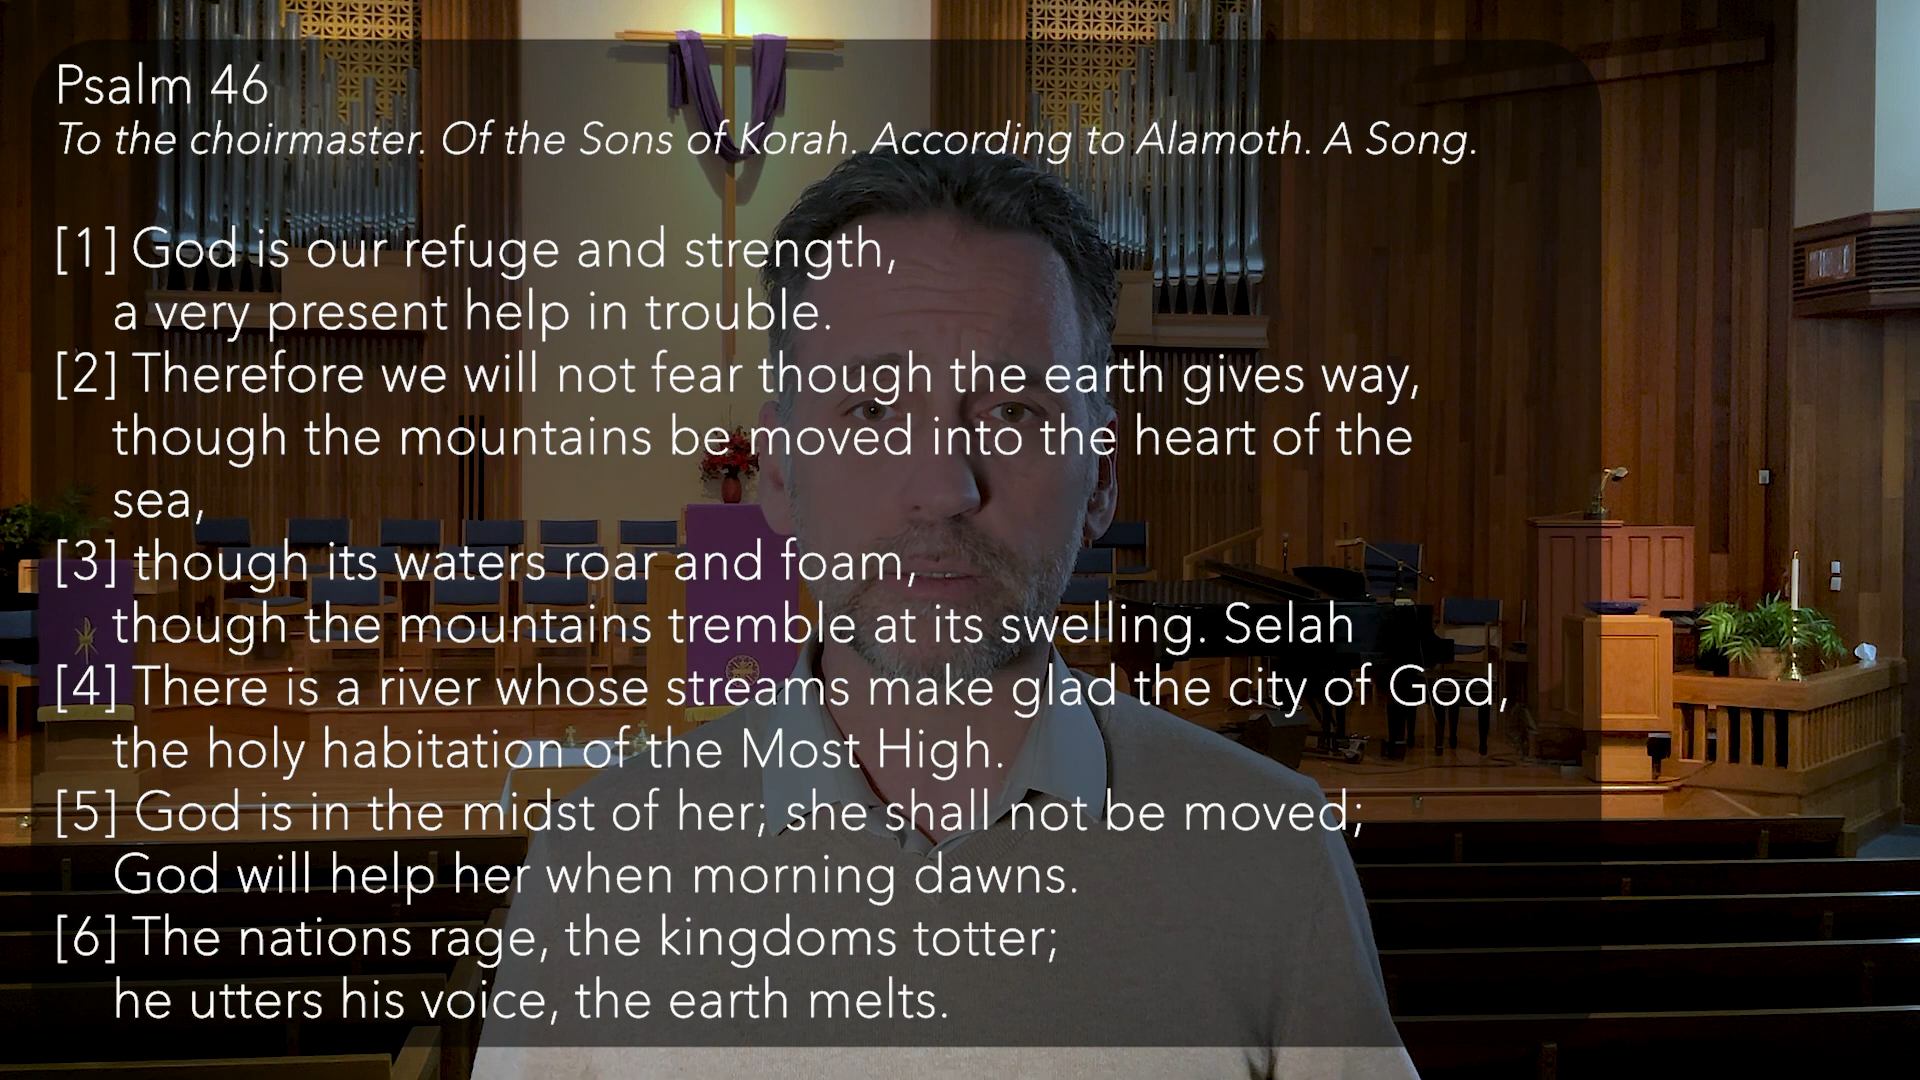 Psalm 46
To the choirmaster. Of the Sons of Korah. According to Alamoth. A Song.
[1] God is our refuge and strength,
a very present help in trouble.
[2] Therefore we will not fear though the earth gives way,
though the mountains be moved into the heart of the
sea,
[3] though its waters roar and foam,
though the mountains tremble at its swelling. Selah
[4] There is a river whose streams make glad the city of God,
the holy habitation of the Most High.
[5] God is in the midst of her; she shall not be moved;
God will help her when morning dawns.
[6] The nations rage, the kingdoms totter;
he utters his voice, the earth melts.